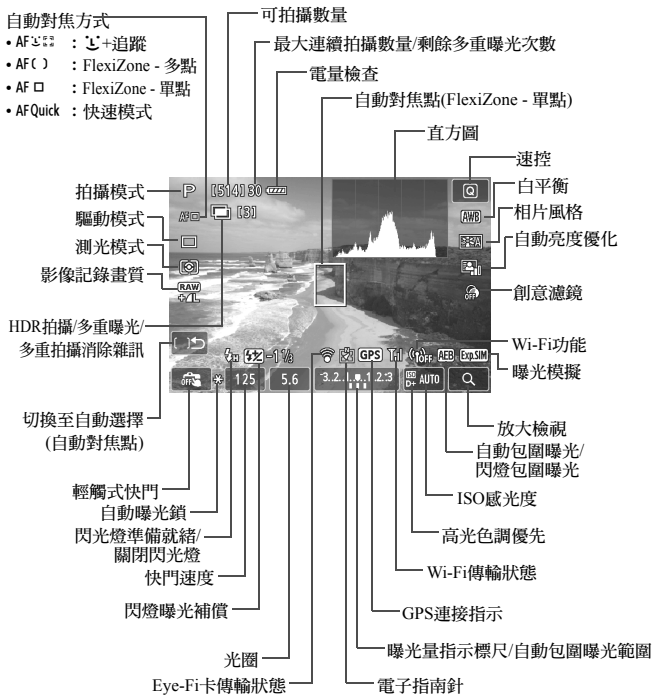 自動對焦方式
• AF :  +追蹤
• AF( ) : FlexiZone - 多點
• AF □ : FlexiZone - 單點
• AFQuick : 快速模式
可拍攝數量
最大連續拍攝數量/剩餘多重曝光次數
電量檢查
自動對焦點(FlexiZone - 單點)
直方圖
速控
白平衡
相片風格
自動亮度優化
創意濾鏡
拍攝模式
驅動模式
測光模式
影像記錄畫質
HDR拍攝/多重曝光/
多重拍攝消除雜訊
切換至自動選擇
(自動對焦點)
P [514] 30
Q
AF□ [3]
AWB
RAW
+ L
OFF
-1⅓ GPS OFF AEB Exp.SIM
OFF 125 5.6 -3..2..1..▼..1..2.:3 ISO D+ AUTO
Wi-Fi功能
曝光模擬
放大檢視
自動包圍曝光/
閃燈包圍曝光
ISO感光度
高光色調優先
Wi-Fi傳輸狀態
GPS連接指示
曝光量指示標尺/自動包圍曝光範圍
電子指南針
輕觸式快門
自動曝光鎖
閃光燈準備就緒/
關閉閃光燈
快門速度
閃燈曝光補償
光圈
Eye-Fi卡傳輸狀態